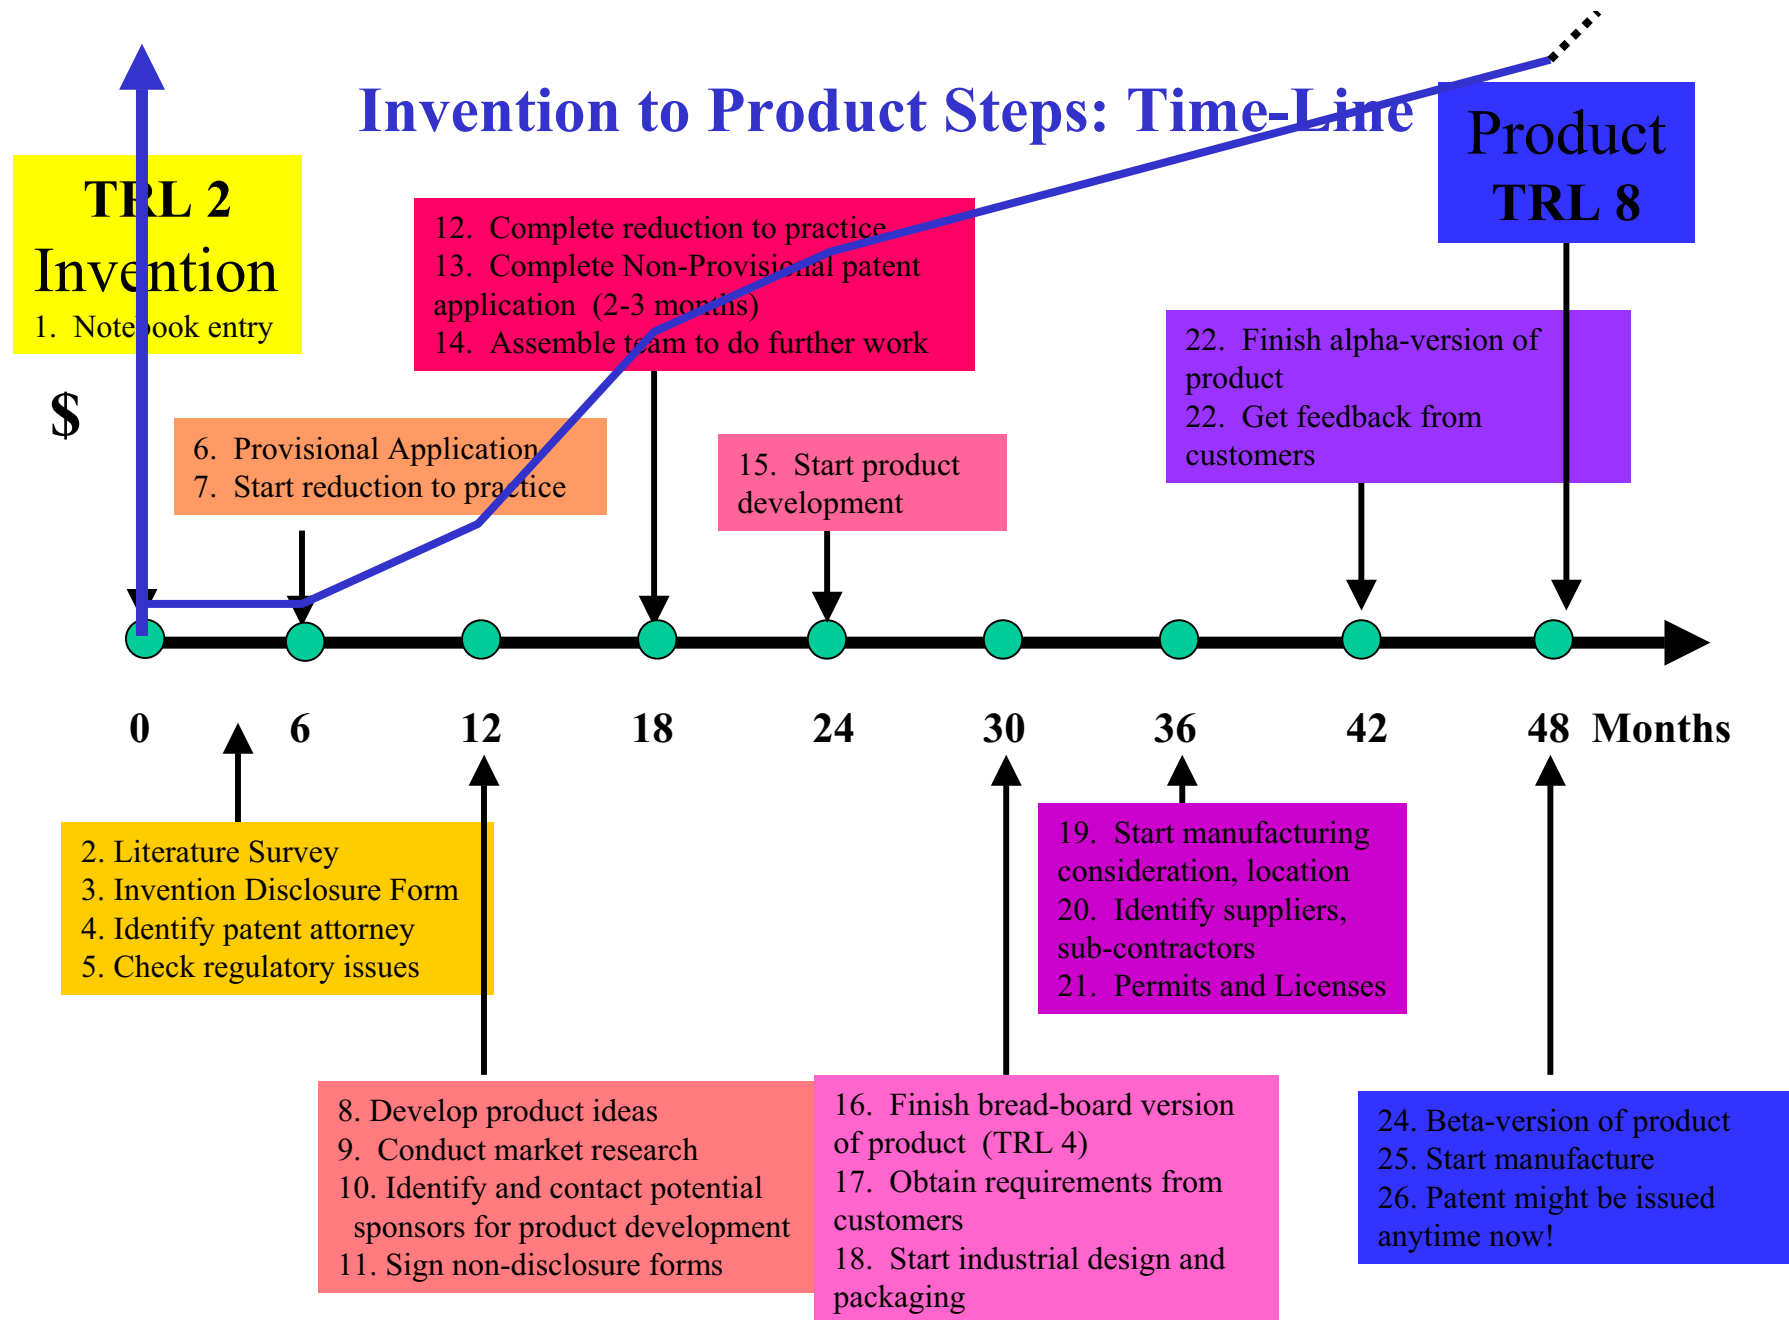 Invention to Product Steps: Time-Line
Product
TRL 8
TRL 2
Invention
1. Notebook entry
$
12. Complete reduction to practice
13. Complete Non-Provisional patent
application (2-3 months)
14. Assemble team to do further work
22. Finish alpha-version of
product
22. Get feedback from
customers
6. Provisional Application
7. Start reduction to practice
15. Start product
development
0 6 12 18 24 30 36 42 48 Months
2. Literature Survey
3. Invention Disclosure Form
4. Identify patent attorney
5. Check regulatory issues
19. Start manufacturing
consideration, location
20. Identify suppliers,
sub-contractors
21. Permits and Licenses
8. Develop product ideas
9. Conduct market research
10. Identify and contact potential
sponsors for product development
11. Sign non-disclosure forms
16. Finish bread-board version
of product (TRL 4)
17. Obtain requirements from
customers
18. Start industrial design and
packaging
24. Beta-version of product
25. Start manufacture
26. Patent might be issued
anytime now!